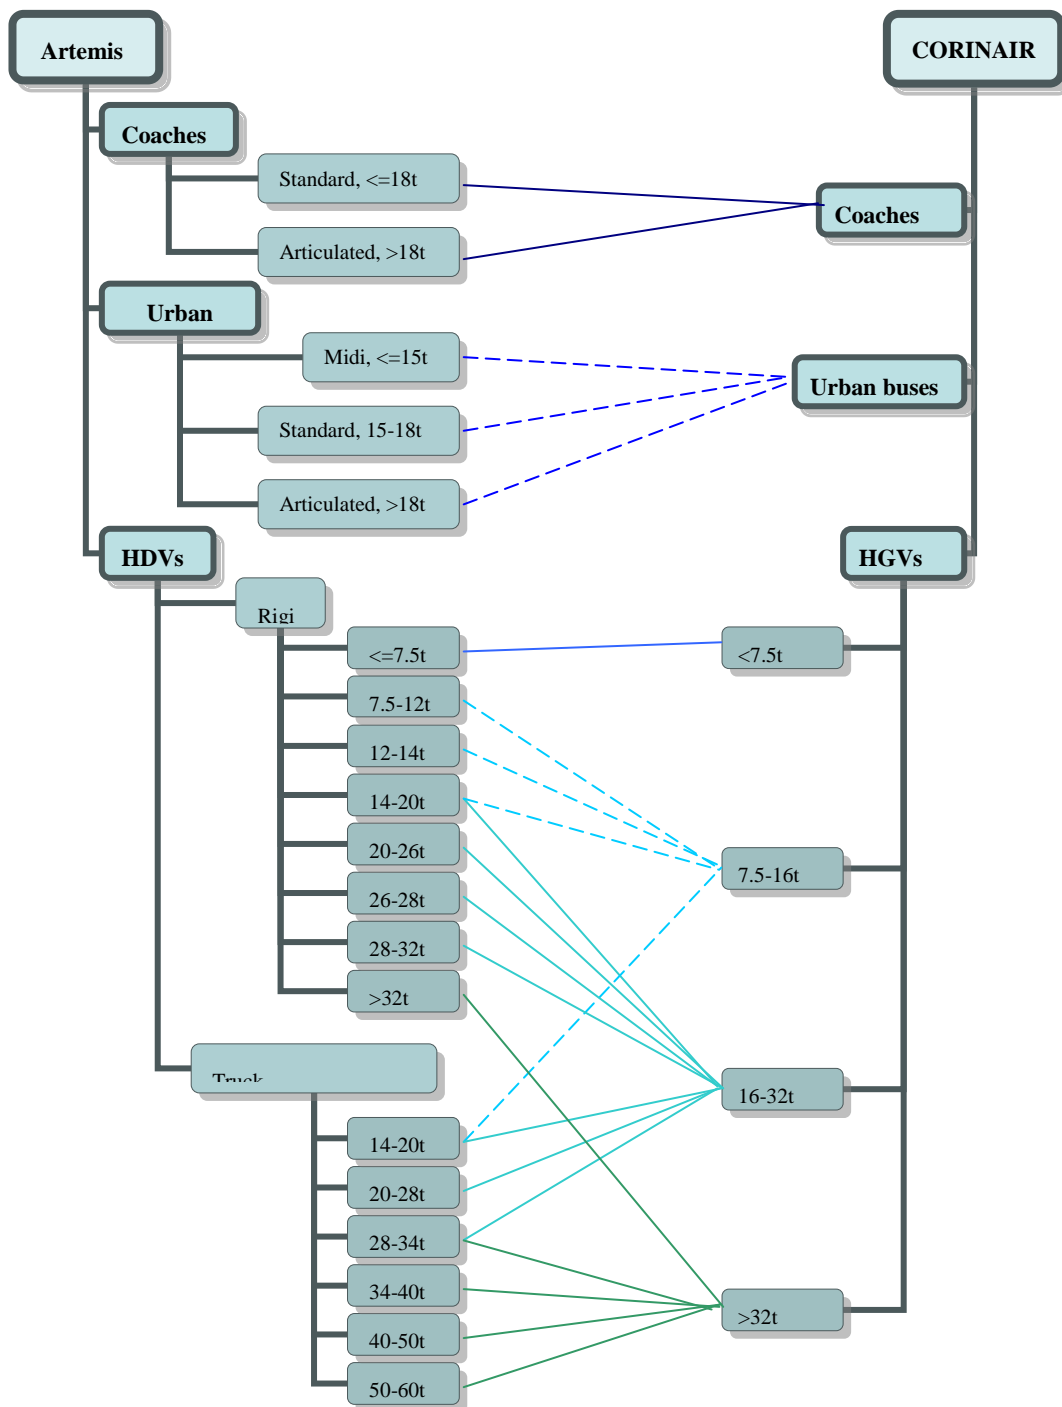 Artemis
CORINAIR
Coaches
Standard, <=18t
Coaches
Articulated, >18t
Urban
Midi, <=15t
Urban buses
Standard, 15-18t
Articulated, >18t
HDVs
HGVs
Rigi
<=7.5t
<7.5t
7.5-12t
12-14t
14-20t
20-26t
7.5-16t
26-28t
28-32t
>32t
Truck
16-32t
14-20t
20-28t
28-34t
34-40t
>32t
40-50t
50-60t